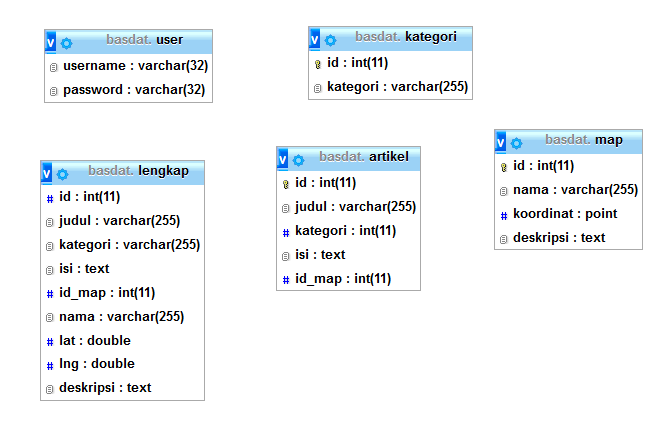 basdat. user
username : varchar(32)
password : varchar(32)
basdat. kategori
id : int(11)
kategori : varchar(255)
basdat. lengkap
# id : int(11)
judul : varchar(255)
kategori : varchar(255)
isi : text
# id_map : int(11)
nama : varchar(255)
# lat : double
# lng : double
deskripsi : text
basdat. artikel
id : int(11)
judul : varchar(255)
# kategori : int(11)
isi : text
# id_map : int(11)
basdat. map
id : int(11)
nama : varchar(255)
# koordinat : point
deskripsi : text